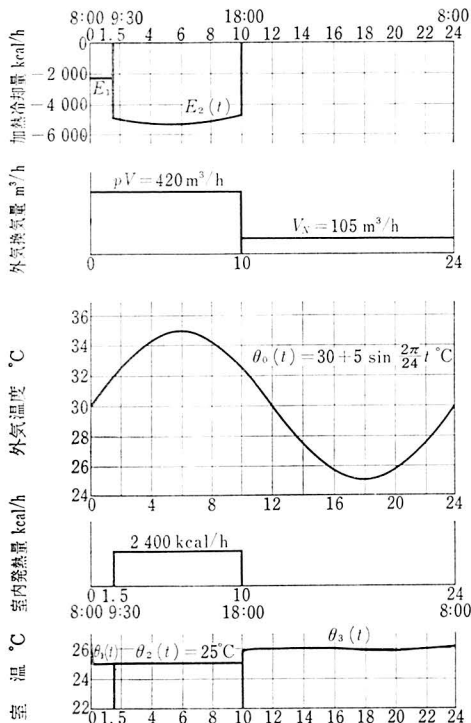 8:00 9:30 18:00 8:00
0 1.5 4 6 8 10 12 14 16 18 20 22 24
加熱冷却量 kcal/h
0
−2 000
−4 000
−6 000
E₁
E₂(t)
外気換気量 m³/h
pV=420 m³/h
V_N=105 m³/h
0 10 24
外気温度 °C
36
34
32
30
28
26
24
θ₀(t)=30+5 sin 2π/24 t °C
0 4 8 12 16 20 24
室内発熱量 kcal/h
2 400 kcal/h
0 1.5 10 24
8:00 9:30 18:00 8:00
室温 °C
26
24
22
θ₁(t) θ₂(t)=25°C
θ₃(t)
0 1.5 4 6 8 10 12 14 16 18 20 22 24